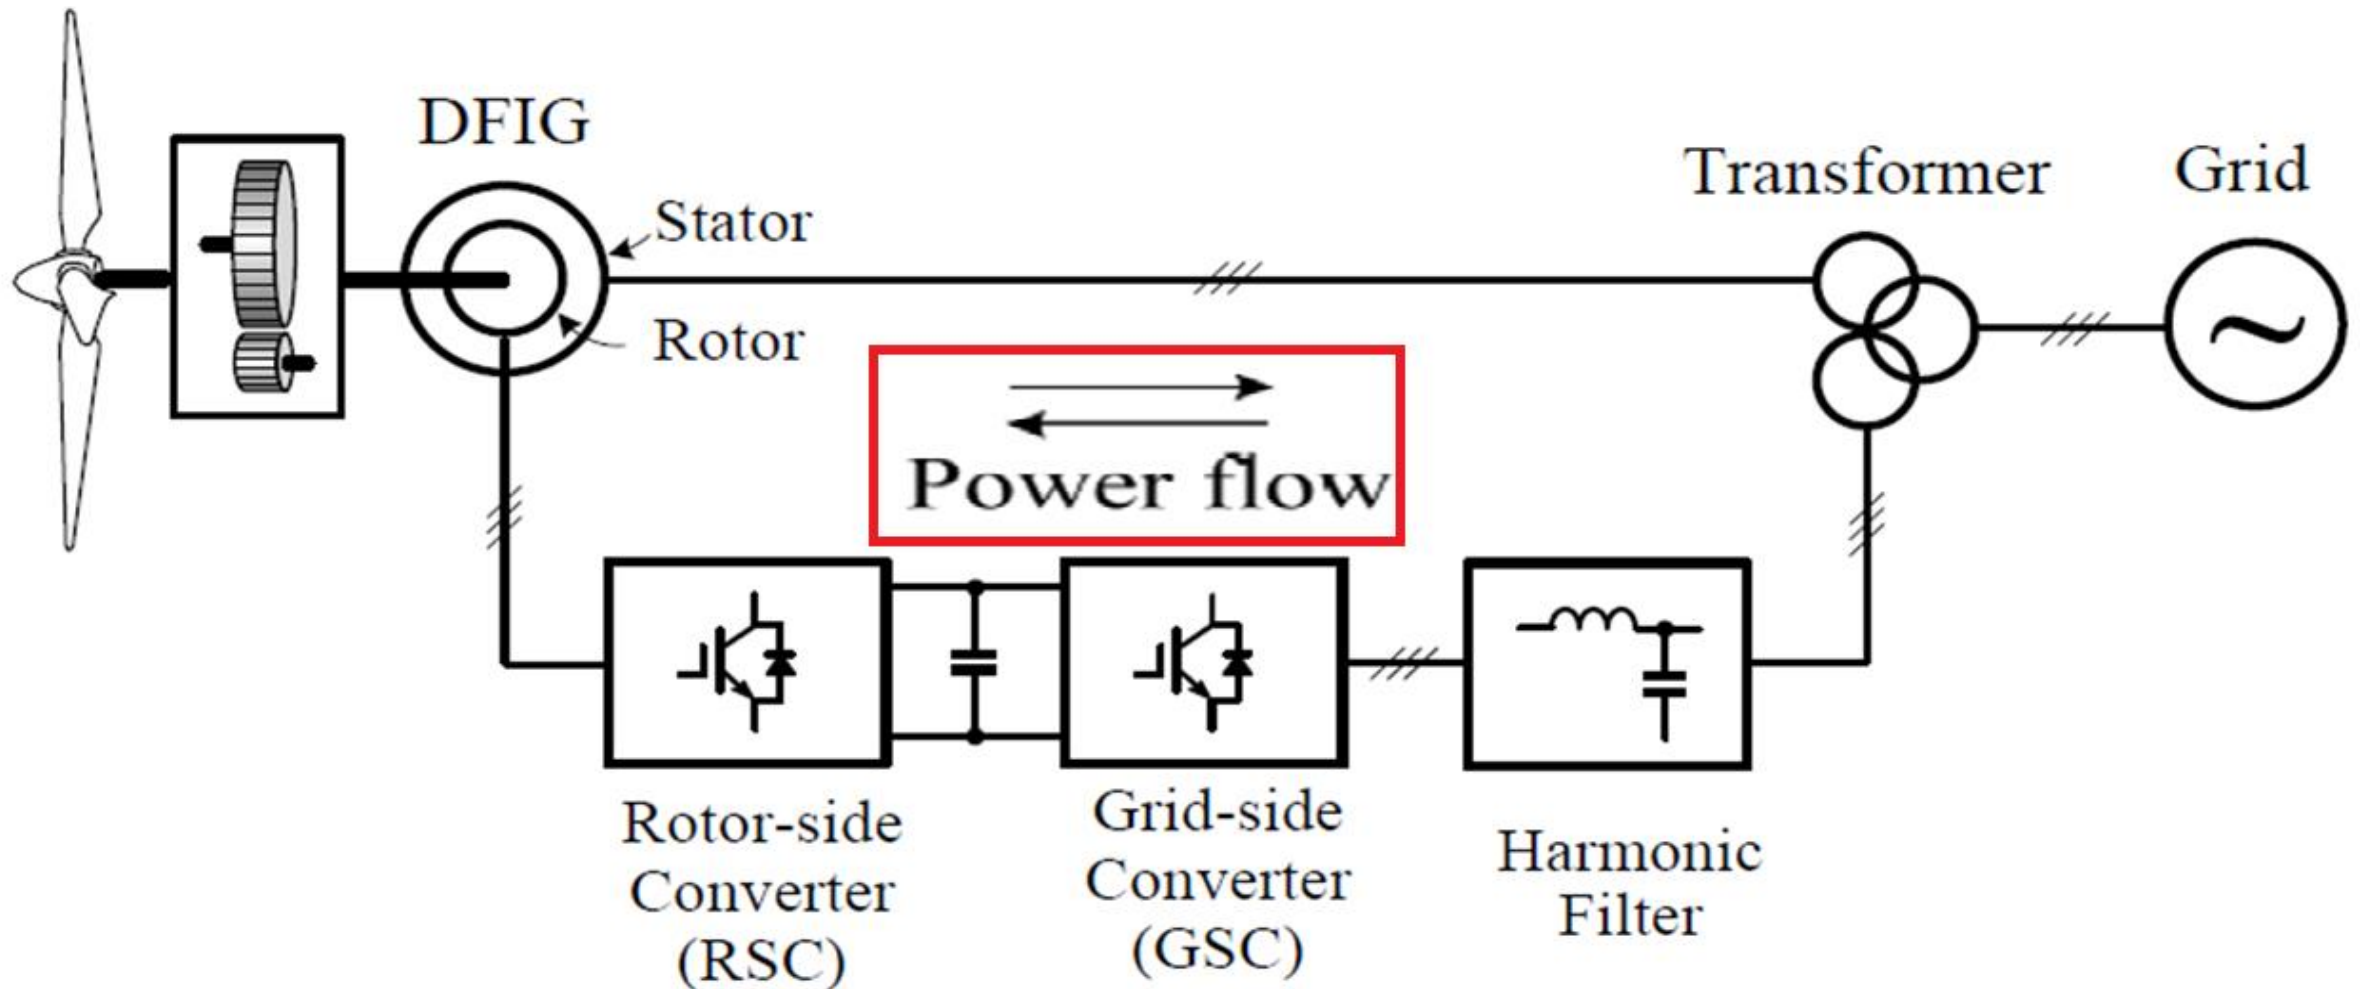 DFIG
Stator
Rotor
Transformer
Grid
Power flow
Rotor-side
Converter
(RSC)
Grid-side
Converter
(GSC)
Harmonic
Filter